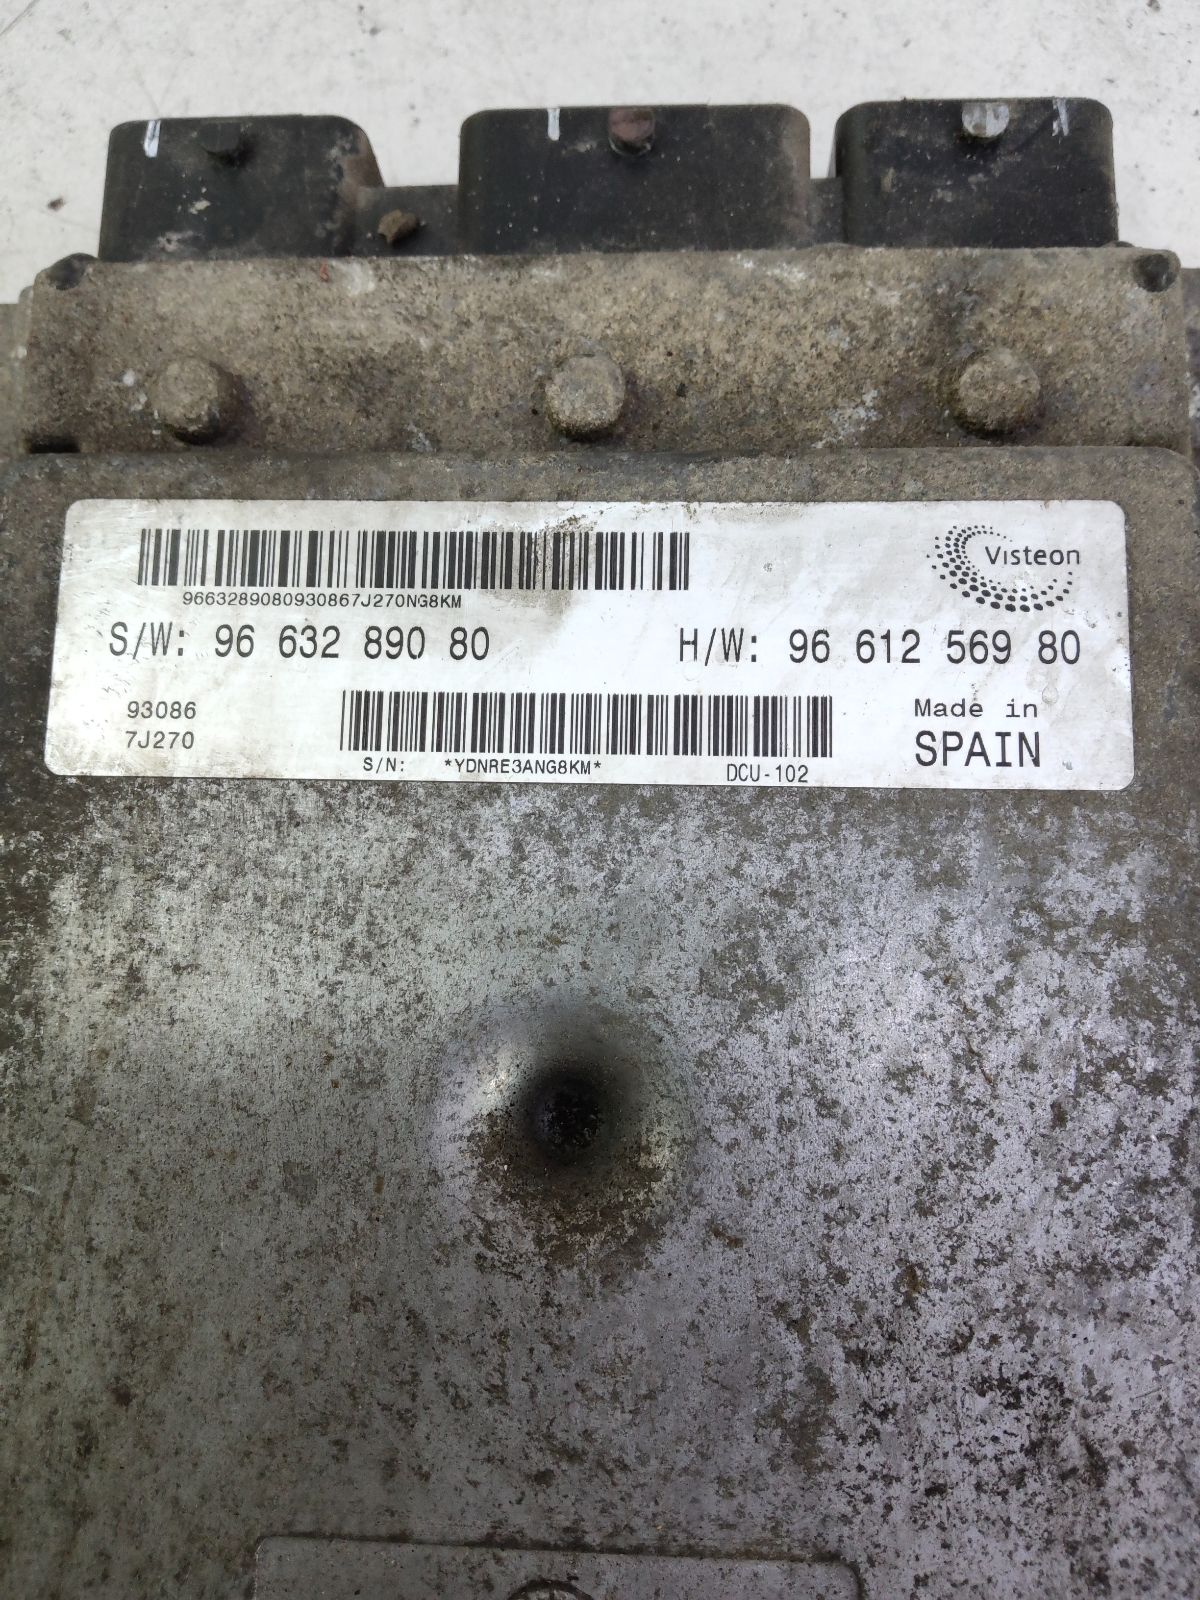 Visteon
9663289080930867J270NG8KM
S/W: 96 632 890 80
H/W: 96 612 569 80
93086
7J270
Made in
SPAIN
S/N: *YDNRE3ANG8KM*
DCU-102